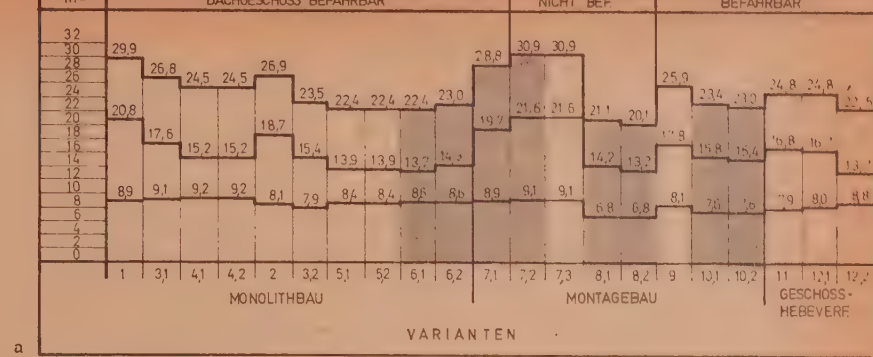 DACHGESCHOSS BEFAHRBAR NICHT BEF. BEFAHRBAR
32
30
28
26
24
22
20
18
16
14
12
10
8
6
4
2
0
29,9 26,8 24,5 24,5 26,9 23,5 22,4 22,4 22,4 23,0 28,8 30,9 30,9 21,1 20,1 25,9 23,4 24,8 24,8
20,8 17,6 15,2 15,2 18,7 15,4 13,9 13,9 21,6 21,6 14,2 13,2 15,8 15,4 16,8
8,9 9,1 9,2 9,2 8,1 7,9 8,4 8,4 8,6 8,6 8,9 9,1 9,1 6,8 6,8 8,1 7,6 8,0 8,8
1 3,1 4,1 4,2 2 3,2 5,1 5,2 6,1 6,2 7,1 7,2 7,3 8,1 8,2 9 10,1 10,2 11 12,1 12,2
MONOLITHBAU MONTAGEBAU GESCHOSS-
HEBEVERF.
VARIANTEN
a